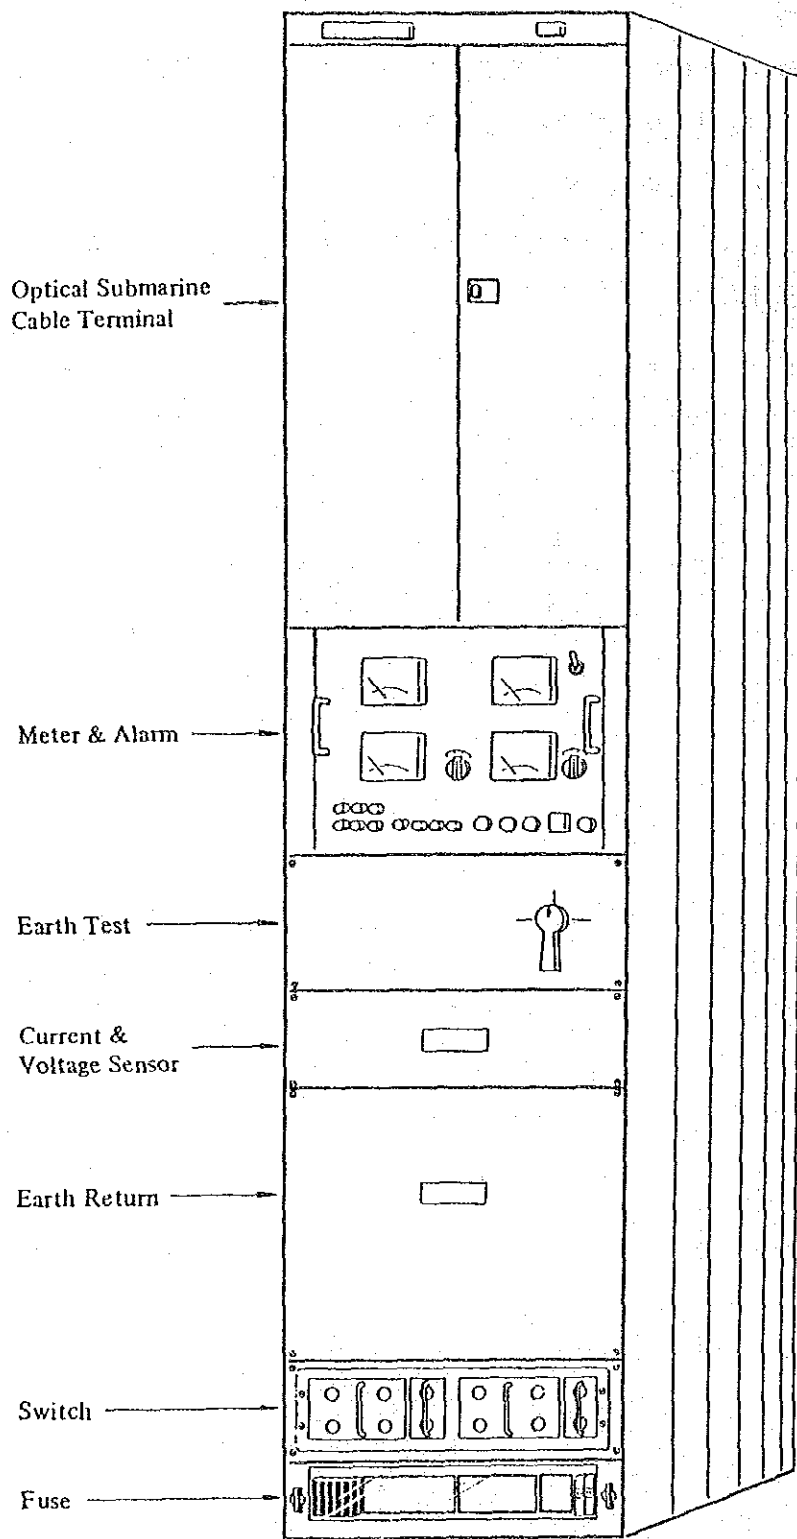 Optical Submarine
Cable Terminal
Meter & Alarm
Earth Test
Current &
Voltage Sensor
Earth Return
Switch
Fuse